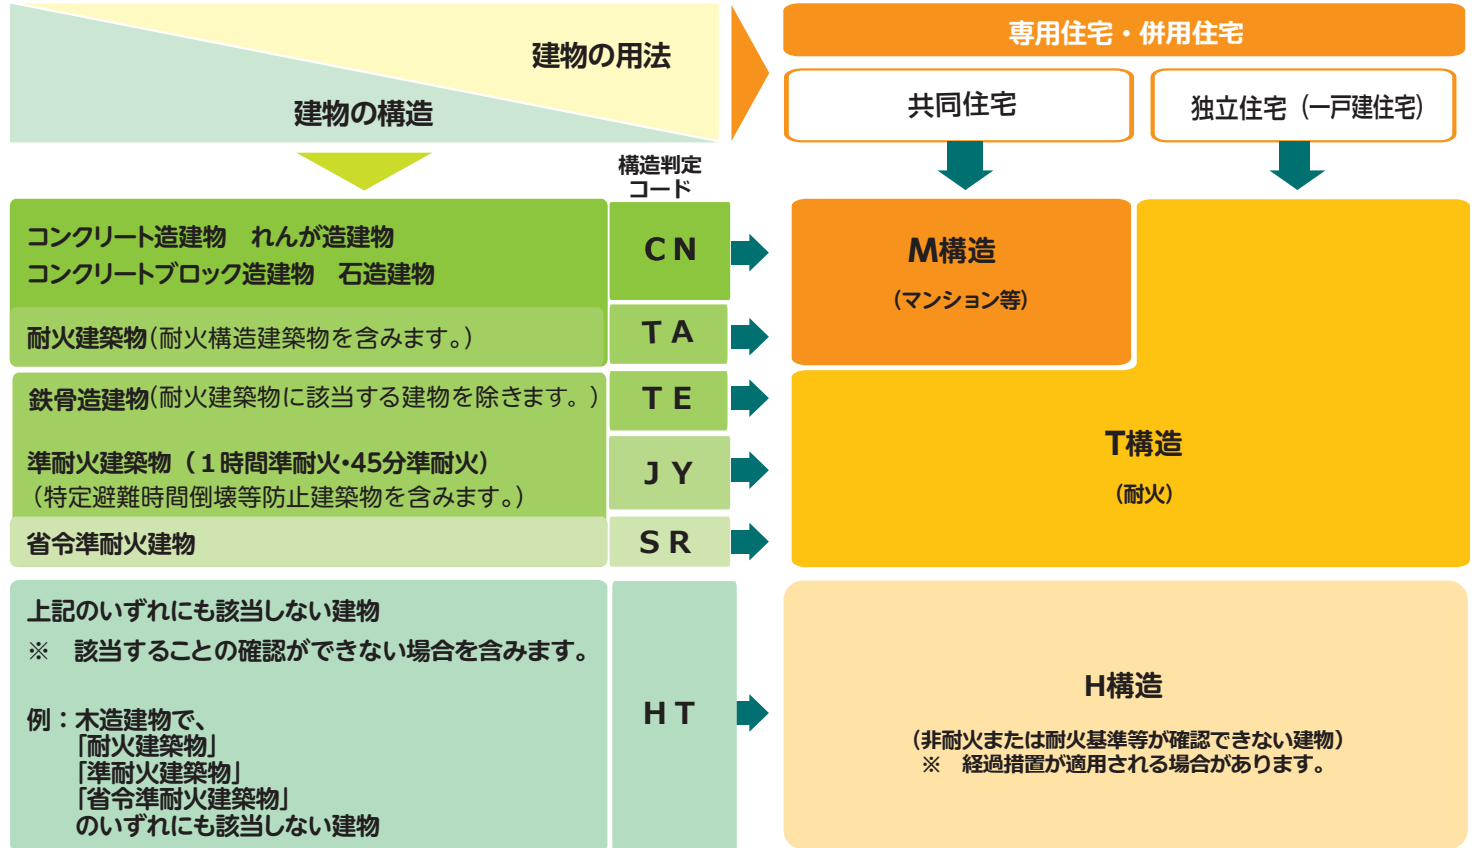 建物の用法
建物の構造
専用住宅・併用住宅
共同住宅
独立住宅（一戸建住宅）
構造判定
コード
コンクリート造建物　れんが造建物
コンクリートブロック造建物　石造建物
CN
M構造
（マンション等）
耐火建築物（耐火構造建築物を含みます。）
TA
鉄骨造建物（耐火建築物に該当する建物を除きます。）
TE
T構造
（耐火）
準耐火建築物（１時間準耐火・45分準耐火）
（特定避難時間倒壊等防止建築物を含みます。）
JY
省令準耐火建物
SR
上記のいずれにも該当しない建物
※　該当することの確認ができない場合を含みます。
例：木造建物で、
「耐火建築物」
「準耐火建築物」
「省令準耐火建築物」
のいずれにも該当しない建物
HT
H構造
（非耐火または耐火基準等が確認できない建物）
※　経過措置が適用される場合があります。